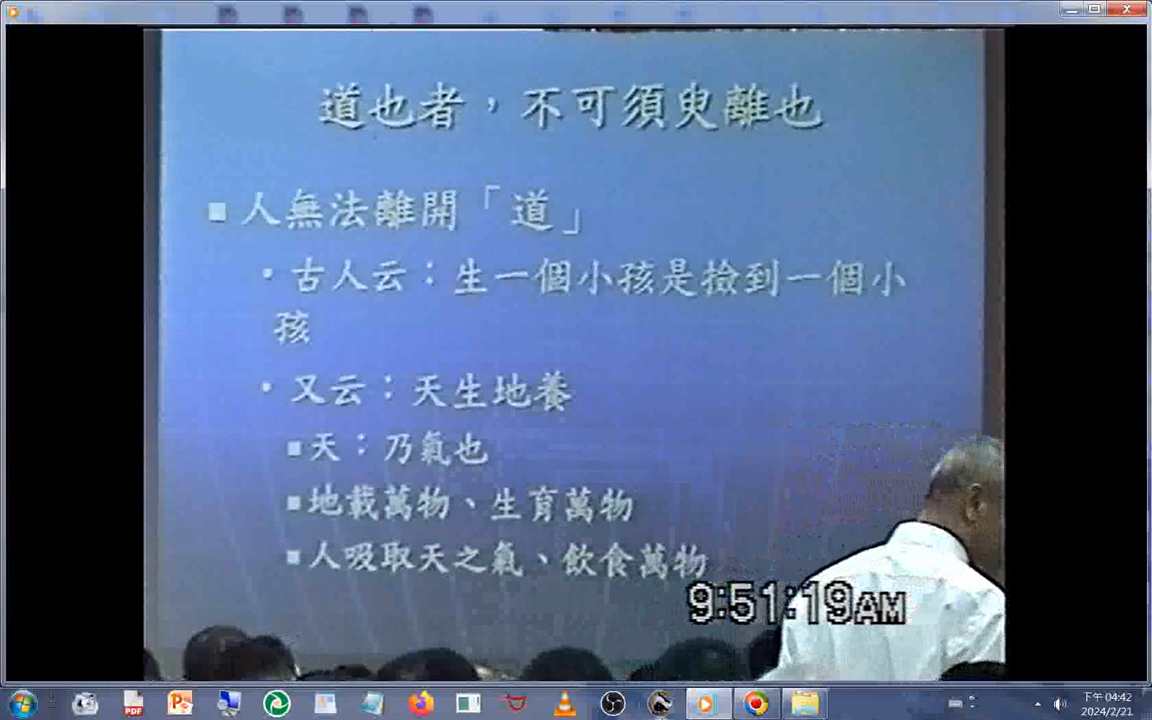 道也者，不可須臾離也
■人無法離開「道」
•古人云：生一個小孩是撿到一個小
孩
•又云：天生地養
■天：乃氣也
■地載萬物、生育萬物
■人吸取天之氣、飲食萬物
9:51:19AM
PDF
下午 04:42
2024/2/21